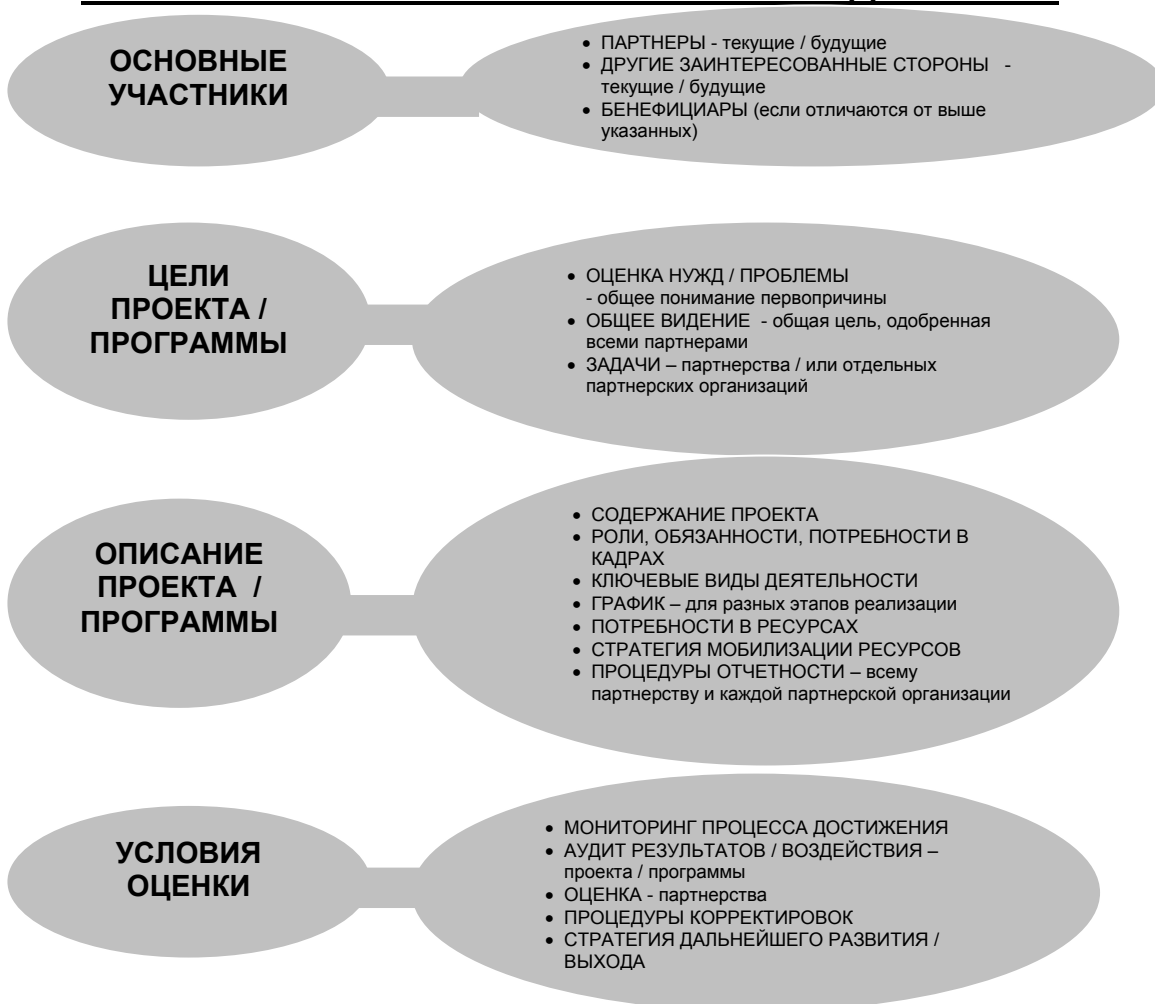 ОСНОВНЫЕ
УЧАСТНИКИ
• ПАРТНЕРЫ - текущие / будущие
• ДРУГИЕ ЗАИНТЕРЕСОВАННЫЕ СТОРОНЫ -
текущие / будущие
• БЕНЕФИЦИАРЫ (если отличаются от выше
указанных)
ЦЕЛИ
ПРОЕКТА /
ПРОГРАММЫ
• ОЦЕНКА НУЖД / ПРОБЛЕМЫ
- общее понимание первопричины
• ОБЩЕЕ ВИДЕНИЕ - общая цель, одобренная
всеми партнерами
• ЗАДАЧИ – партнерства / или отдельных
партнерских организаций
ОПИСАНИЕ
ПРОЕКТА /
ПРОГРАММЫ
• СОДЕРЖАНИЕ ПРОЕКТА
• РОЛИ, ОБЯЗАННОСТИ, ПОТРЕБНОСТИ В
КАДРАХ
• КЛЮЧЕВЫЕ ВИДЫ ДЕЯТЕЛЬНОСТИ
• ГРАФИК – для разных этапов реализации
• ПОТРЕБНОСТИ В РЕСУРСАХ
• СТРАТЕГИЯ МОБИЛИЗАЦИИ РЕСУРСОВ
• ПРОЦЕДУРЫ ОТЧЕТНОСТИ – всему
партнерству и каждой партнерской организации
УСЛОВИЯ
ОЦЕНКИ
• МОНИТОРИНГ ПРОЦЕССА ДОСТИЖЕНИЯ
• АУДИТ РЕЗУЛЬТАТОВ / ВОЗДЕЙСТВИЯ –
проекта / программы
• ОЦЕНКА - партнерства
• ПРОЦЕДУРЫ КОРРЕКТИРОВОК
• СТРАТЕГИЯ ДАЛЬНЕЙШЕГО РАЗВИТИЯ /
ВЫХОДА